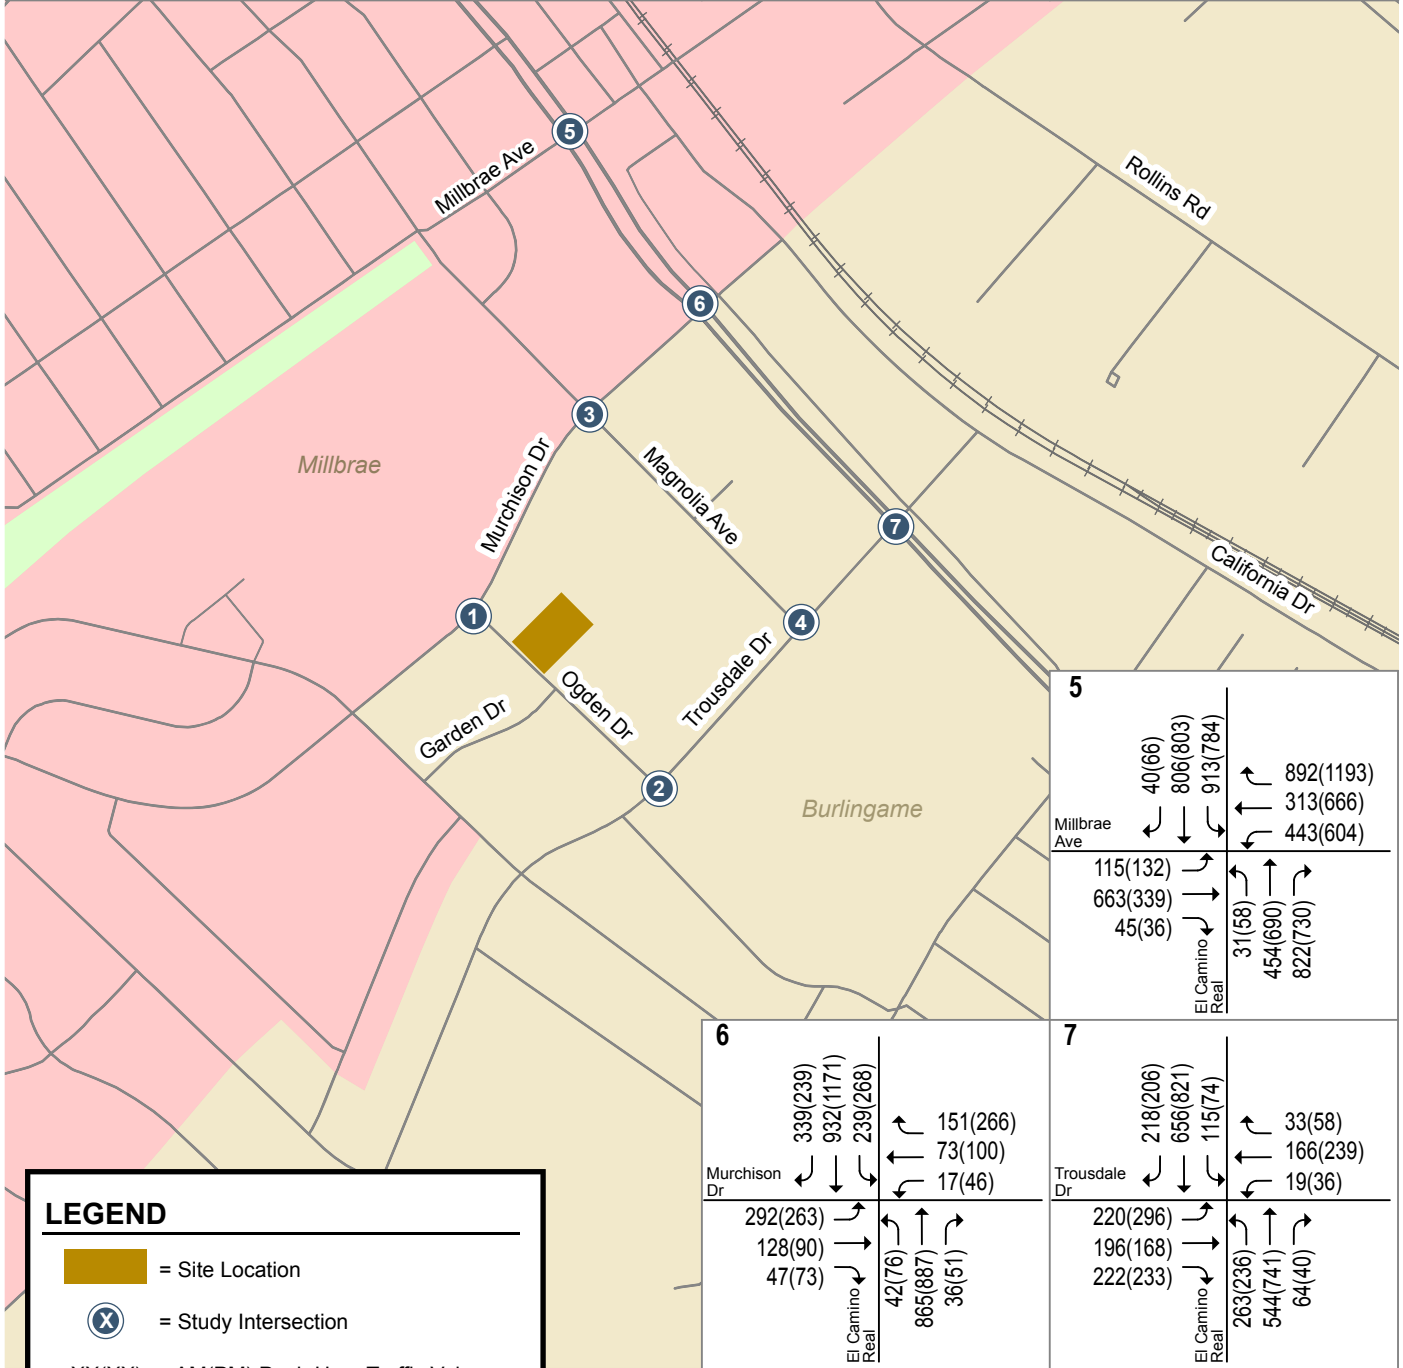 5
Millbrae Ave
Rollins Rd
6
3
Millbrae
Murchison Dr
Magnolia Ave
7
California Dr
1
4
Ogden Dr
Trousdale Dr
Garden Dr
2
Burlingame
5
40(66)
806(803)
913(784)
892(1193)
313(666)
443(604)
Millbrae
Ave
115(132)
663(339)
45(36)
31(58)
454(690)
822(730)
El Camino
Real
6
339(239)
932(1171)
239(268)
151(266)
73(100)
17(46)
Murchison
Dr
292(263)
128(90)
47(73)
42(76)
865(887)
36(51)
El Camino
Real
7
218(206)
656(821)
115(74)
33(58)
166(239)
19(36)
Trousdale
Dr
220(296)
196(168)
222(233)
263(236)
544(741)
64(40)
El Camino
Real
LEGEND
= Site Location
X
= Study Intersection